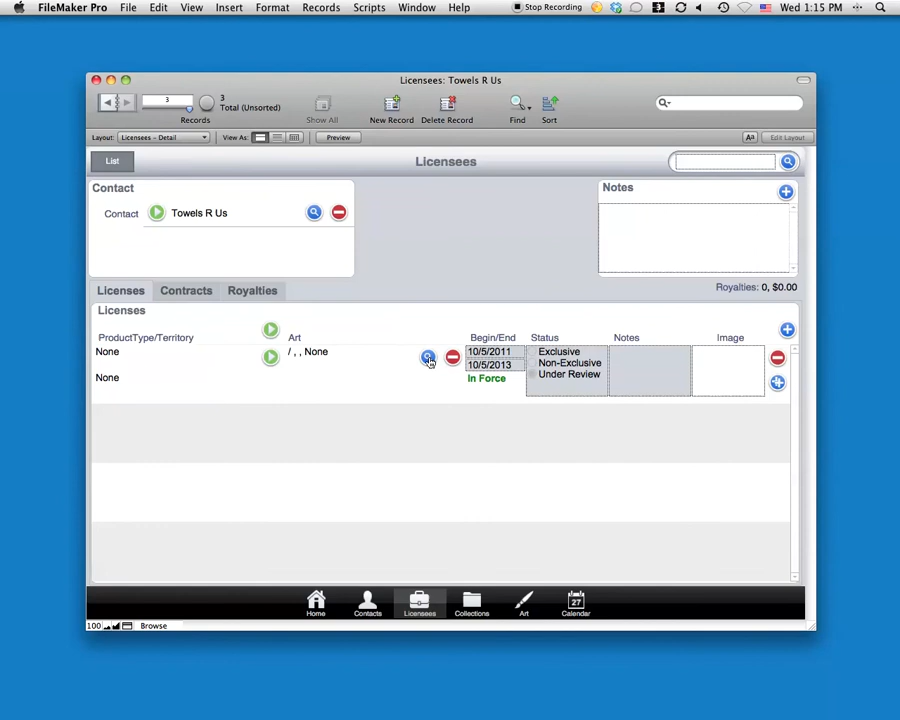 FileMaker Pro File Edit View Insert Format Records Scripts Window Help Stop Recording 3 Wed 1:15 PM
Licensees: Towels R Us
3 3 Total (Unsorted)
Records Show All New Record Delete Record Find Sort
Layout: Licensees - Detail View As: Preview Aa Edit Layout
List Licensees
Contact
Contact Towels R Us
Notes
Licenses Contracts Royalties
Royalties: 0, $0.00
Licenses
ProductType/Territory Art Begin/End Status Notes Image
None / , , None 10/5/2011 Exclusive
10/5/2013 Non-Exclusive
None In Force Under Review
Home Contacts Licensees Collections Art 27 Calendar
100 Browse